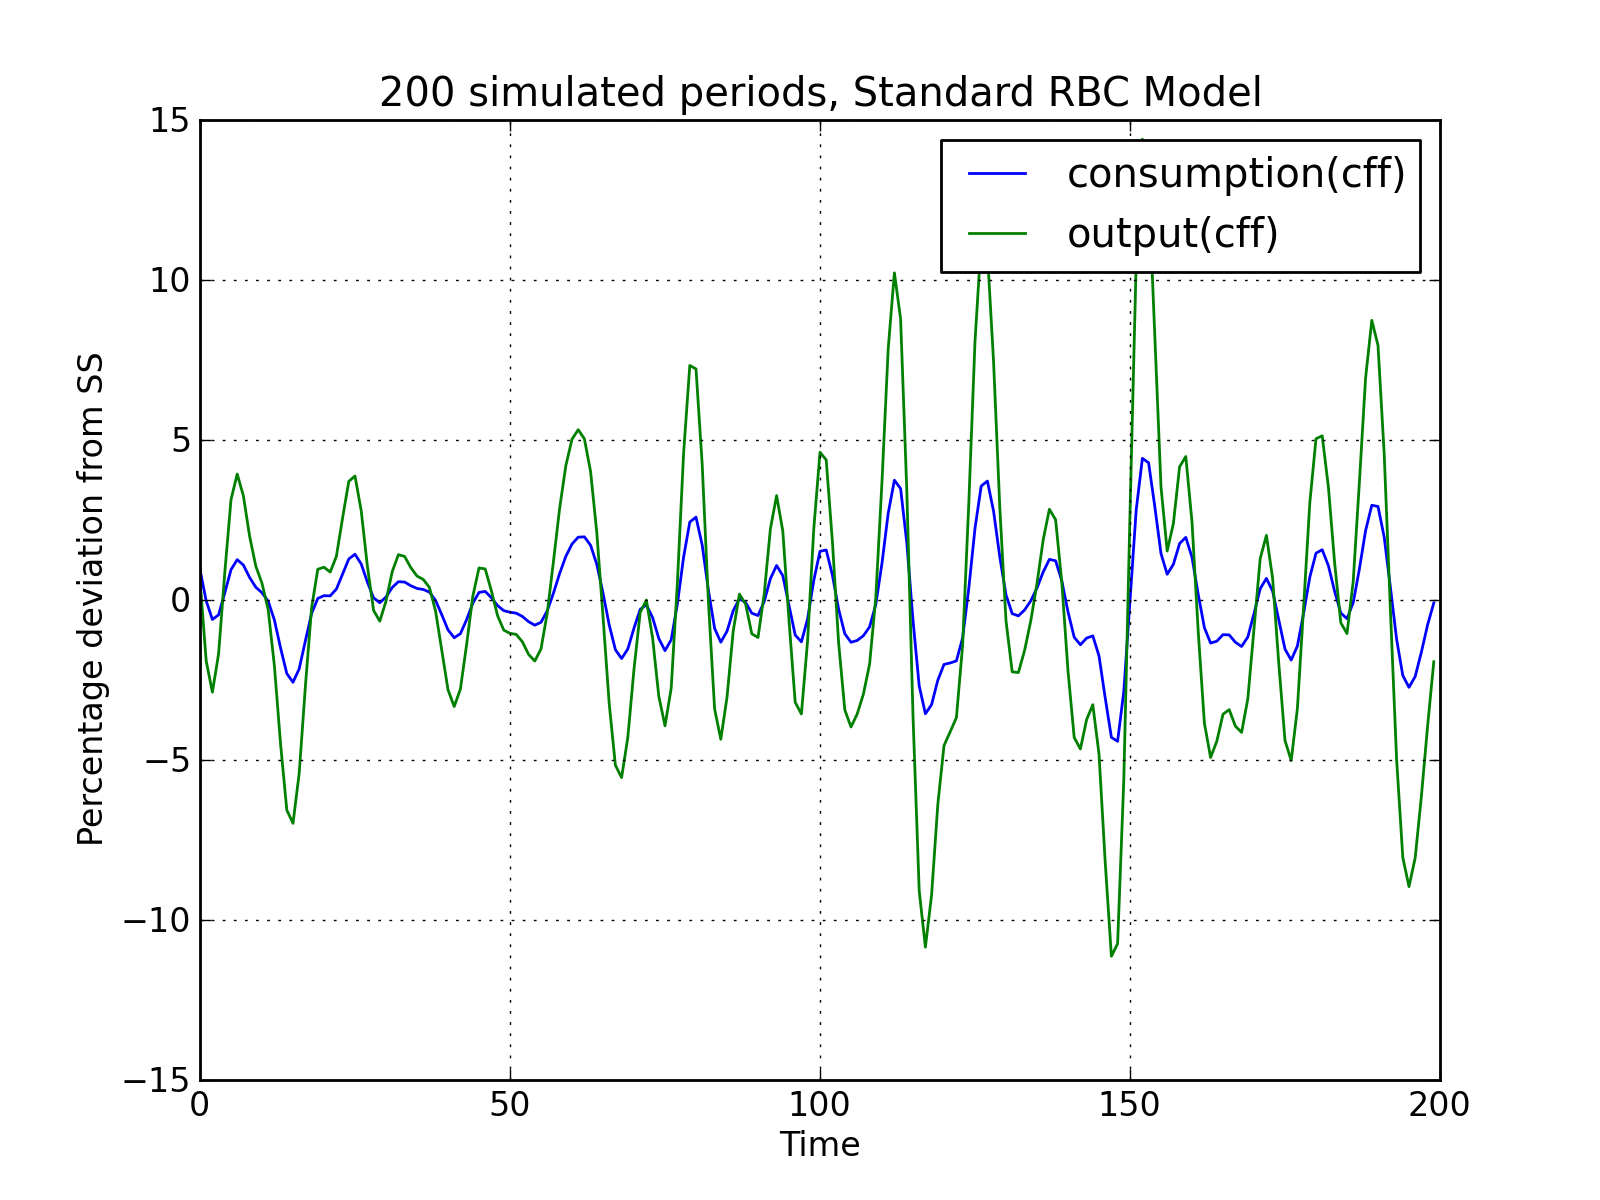 200 simulated periods, Standard RBC Model
15
10
5
0
−5
−10
−15
Percentage deviation from SS
consumption(cff)
output(cff)
0 50 100 150 200
Time